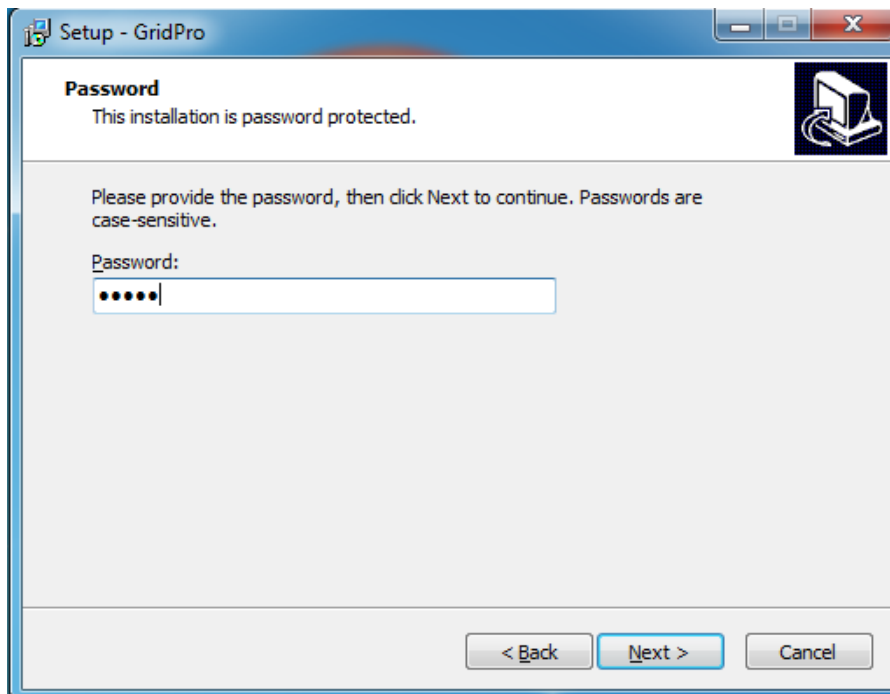 Setup - GridPro
Password
This installation is password protected.
Please provide the password, then click Next to continue. Passwords are
case-sensitive.
Password:
•••••
< Back
Next >
Cancel